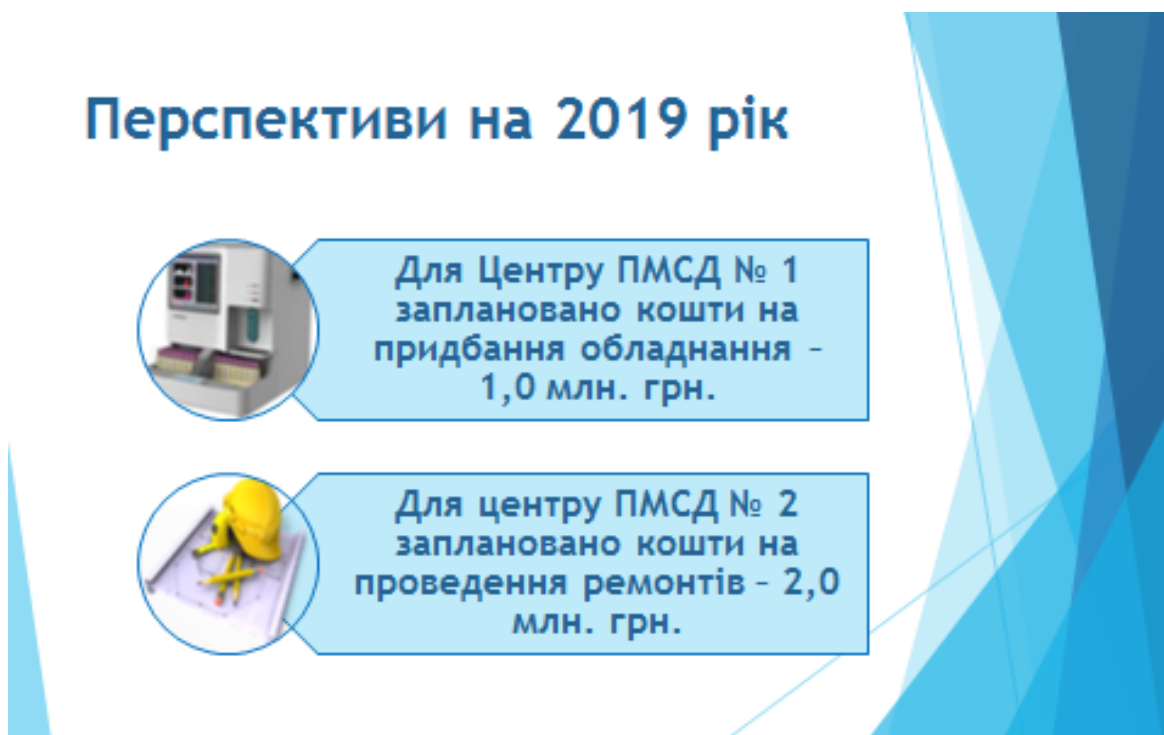 Перспективи на 2019 рік
Для Центру ПМСД № 1
заплановано кошти на
придбання обладнання –
1,0 млн. грн.
Для центру ПМСД № 2
заплановано кошти на
проведення ремонтів – 2,0
млн. грн.